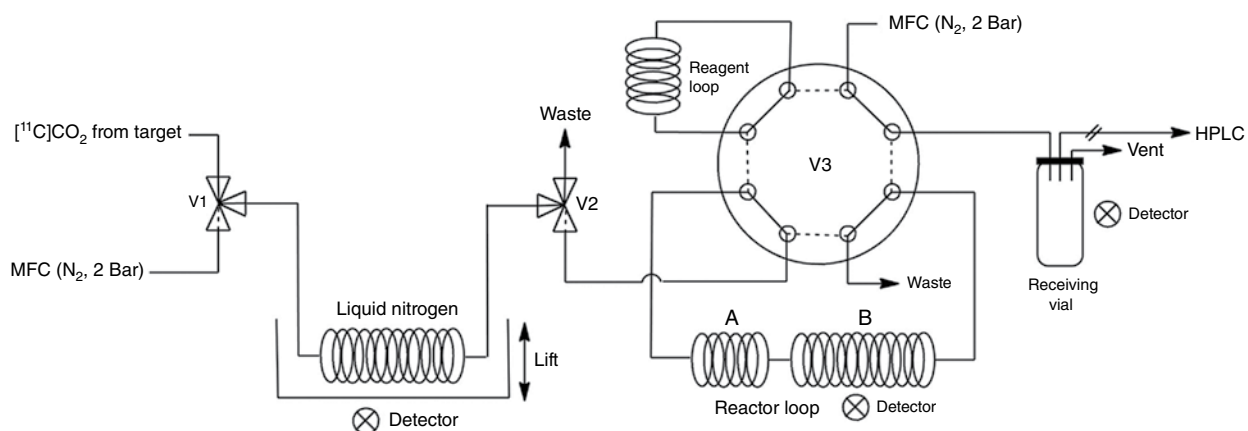 MFC (N₂, 2 Bar)
Reagent
loop
[¹¹C]CO₂ from target
Waste
HPLC
Vent
V3
V1
V2
Detector
MFC (N₂, 2 Bar)
Receiving
vial
Waste
Liquid nitrogen
A
B
Lift
Reactor loop
Detector
Detector